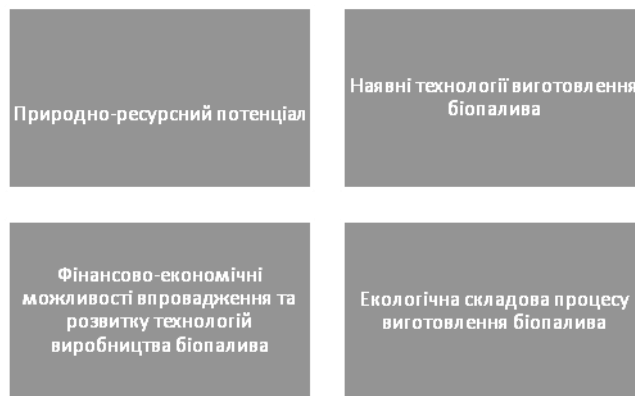 Природно-ресурсний потенціал
Наявні технології виготовлення
біопалива
Фінансово-економічні
можливості впровадження та
розвитку технологій
виробництва біопалива
Екологічна складова процесу
виготовлення біопалива